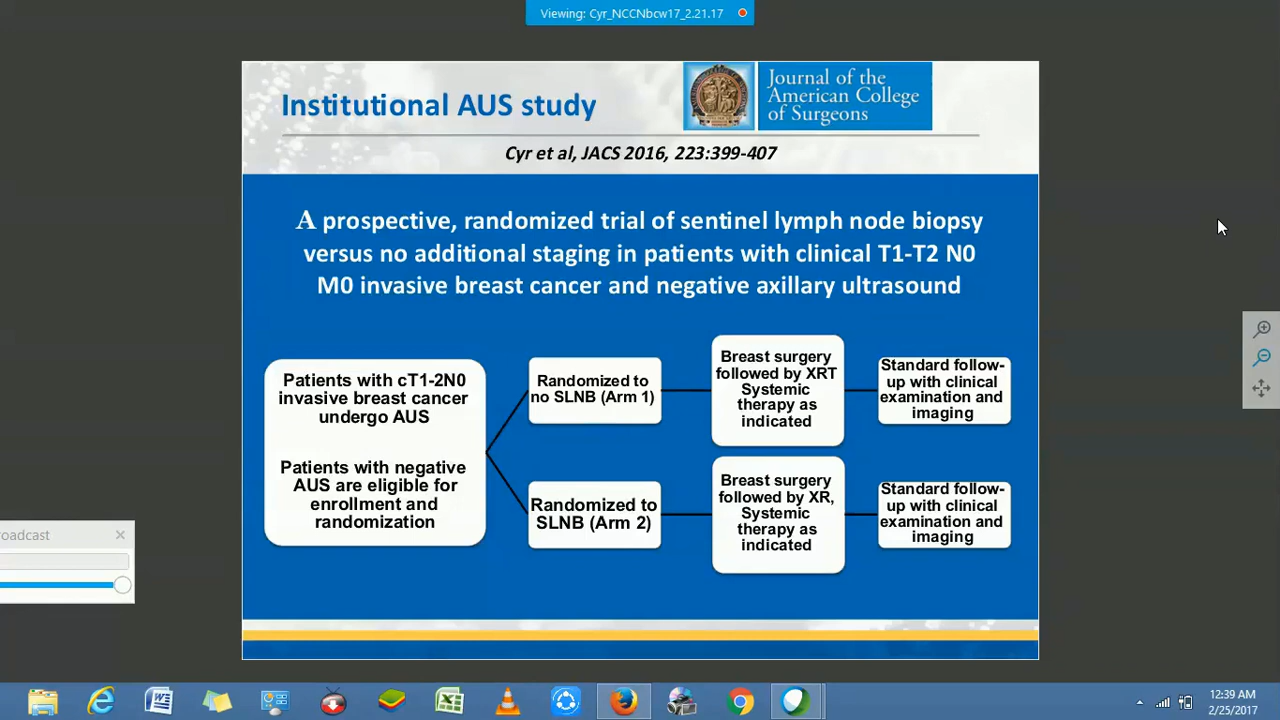 Viewing: Cyr_NCCNbcw17_2.21.17
Institutional AUS study
Journal of the
American College
of Surgeons
Cyr et al, JACS 2016, 223:399-407
A prospective, randomized trial of sentinel lymph node biopsy
versus no additional staging in patients with clinical T1-T2 N0
M0 invasive breast cancer and negative axillary ultrasound
Patients with cT1-2N0
invasive breast cancer
undergo AUS
Patients with negative
AUS are eligible for
enrollment and
randomization
Randomized to
no SLNB (Arm 1)
Breast surgery
followed by XRT
Systemic
therapy as
indicated
Standard follow-
up with clinical
examination and
imaging
Randomized to
SLNB (Arm 2)
Breast surgery
followed by XR,
Systemic
therapy as
indicated
Standard follow-
up with clinical
examination and
imaging
roadcast
12:39 AM
2/25/2017